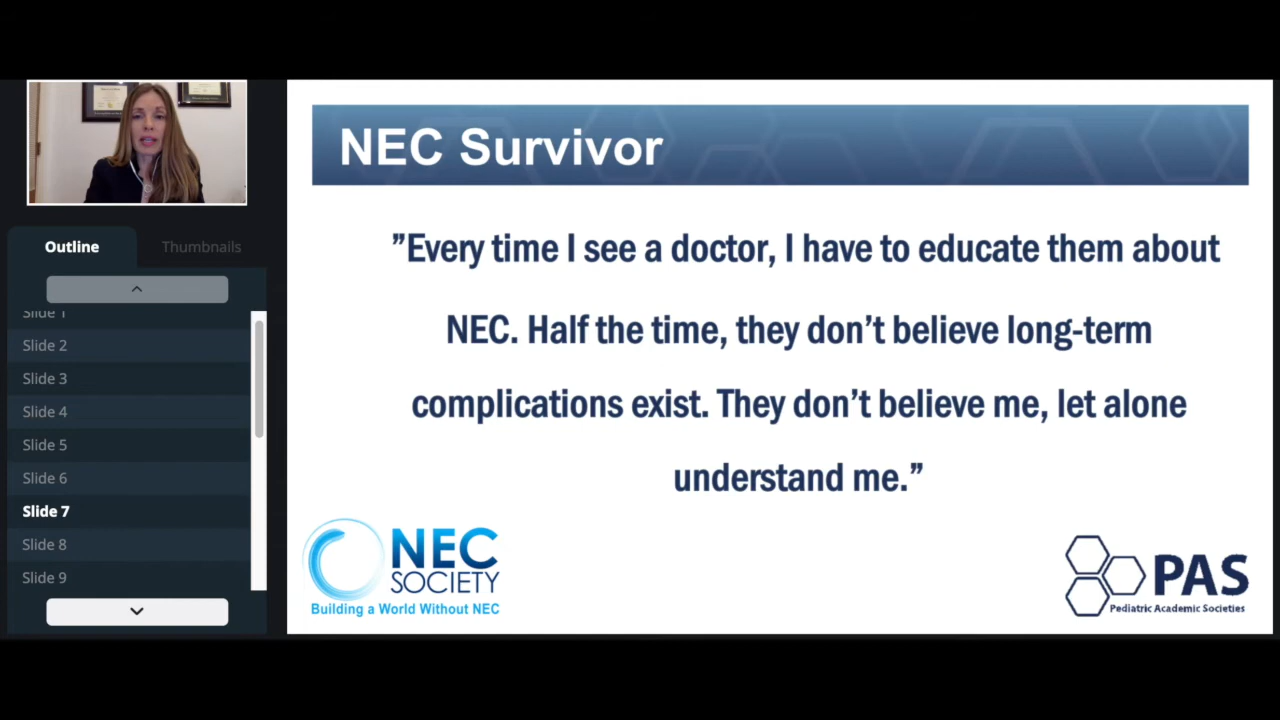 NEC Survivor
”Every time I see a doctor, I have to educate them about
NEC. Half the time, they don’t believe long-term
complications exist. They don’t believe me, let alone
understand me.”
NEC
SOCIETY
Building a World Without NEC
PAS
Pediatric Academic Societies
Outline
Thumbnails
Slide 1
Slide 2
Slide 3
Slide 4
Slide 5
Slide 6
Slide 7
Slide 8
Slide 9